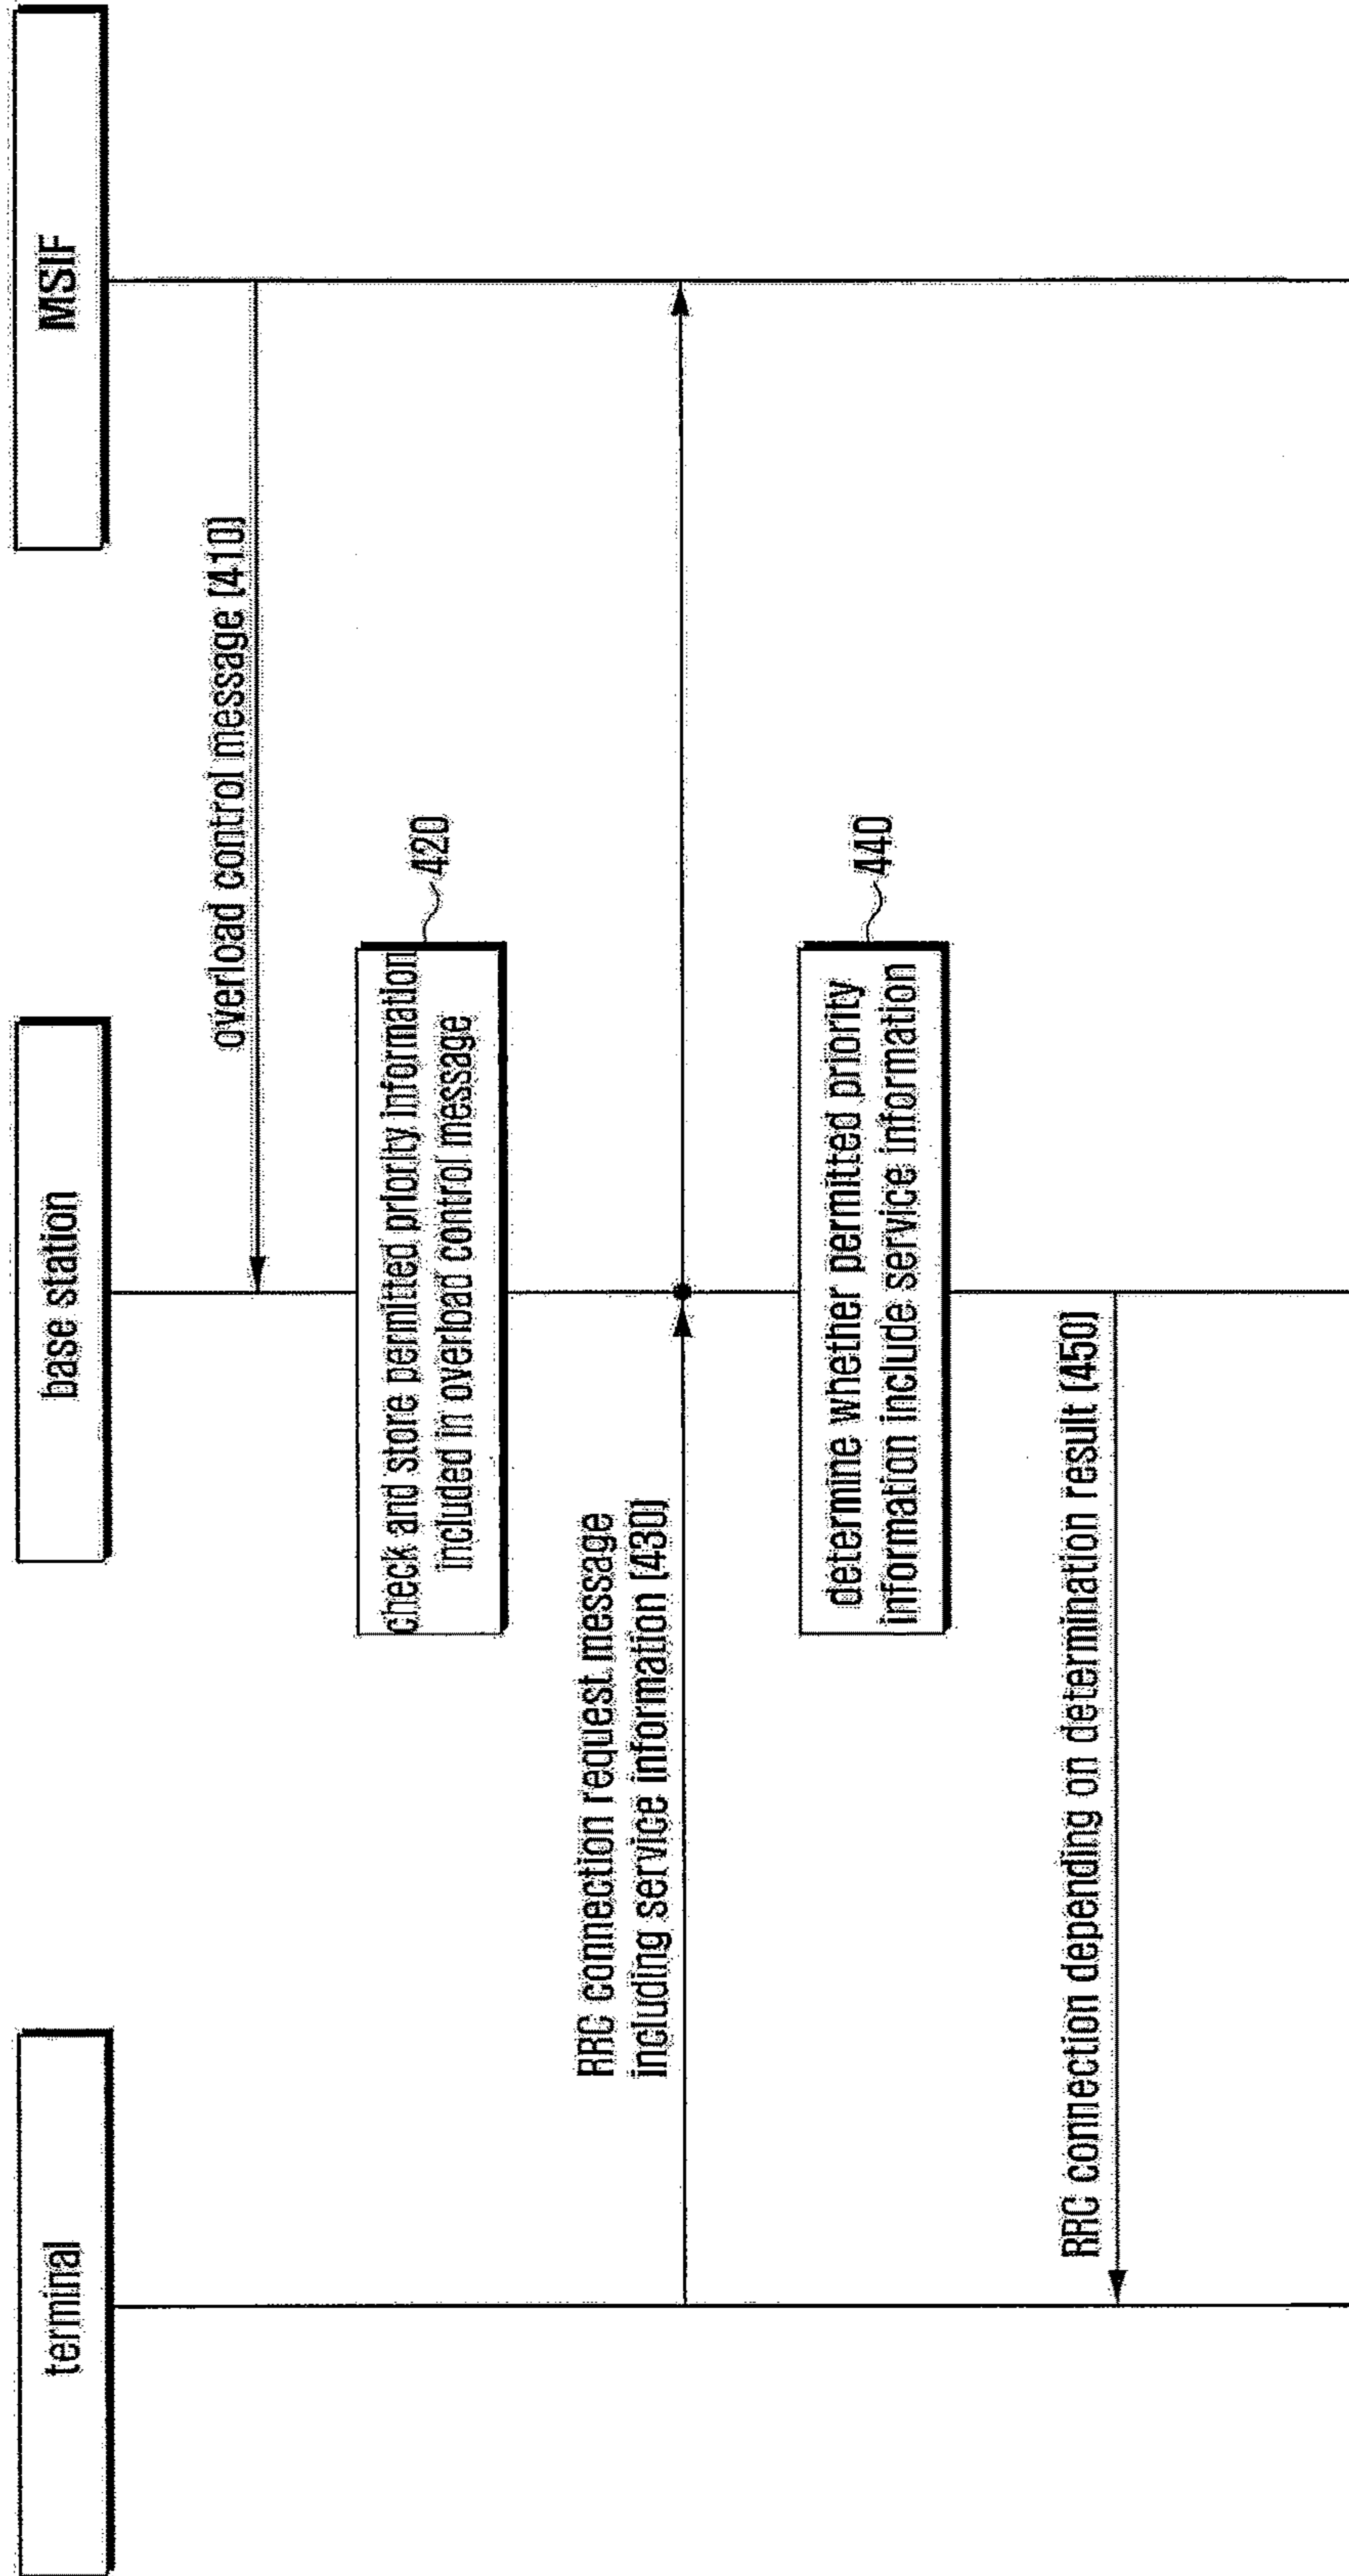 terminal
base station
MSIF
overload control message (410)
check and store permitted priority information
included in overload control message
420
RRC connection request message
including service information (430)
determine whether permitted priority
information include service information
440
RRC connection depending on determination result (450)